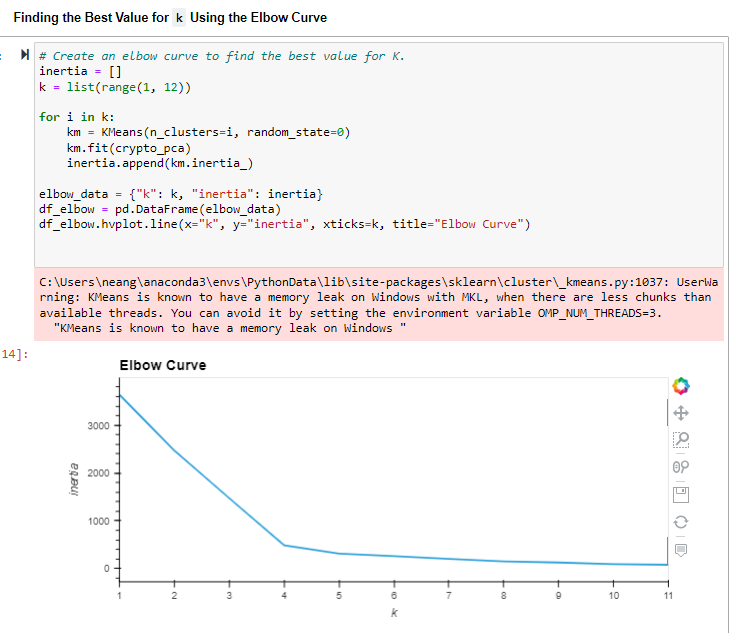 Finding the Best Value for k Using the Elbow Curve
# Create an elbow curve to find the best value for K.
inertia = []
k = list(range(1, 12))
for i in k:
km = KMeans(n_clusters=i, random_state=0)
km.fit(crypto_pca)
inertia.append(km.inertia_)
elbow_data = {"k": k, "inertia": inertia}
df_elbow = pd.DataFrame(elbow_data)
df_elbow.hvplot.line(x="k", y="inertia", xticks=k, title="Elbow Curve")
C:\Users\neang\anaconda3\envs\PythonData\lib\site-packages\sklearn\cluster\_kmeans.py:1037: UserWa
rning: KMeans is known to have a memory leak on Windows with MKL, when there are less chunks than
available threads. You can avoid it by setting the environment variable OMP_NUM_THREADS=3.
"KMeans is known to have a memory leak on Windows "
14]:
Elbow Curve
3000
2000
1000
0
inertia
1 2 3 4 5 6 7 8 9 10 11
k